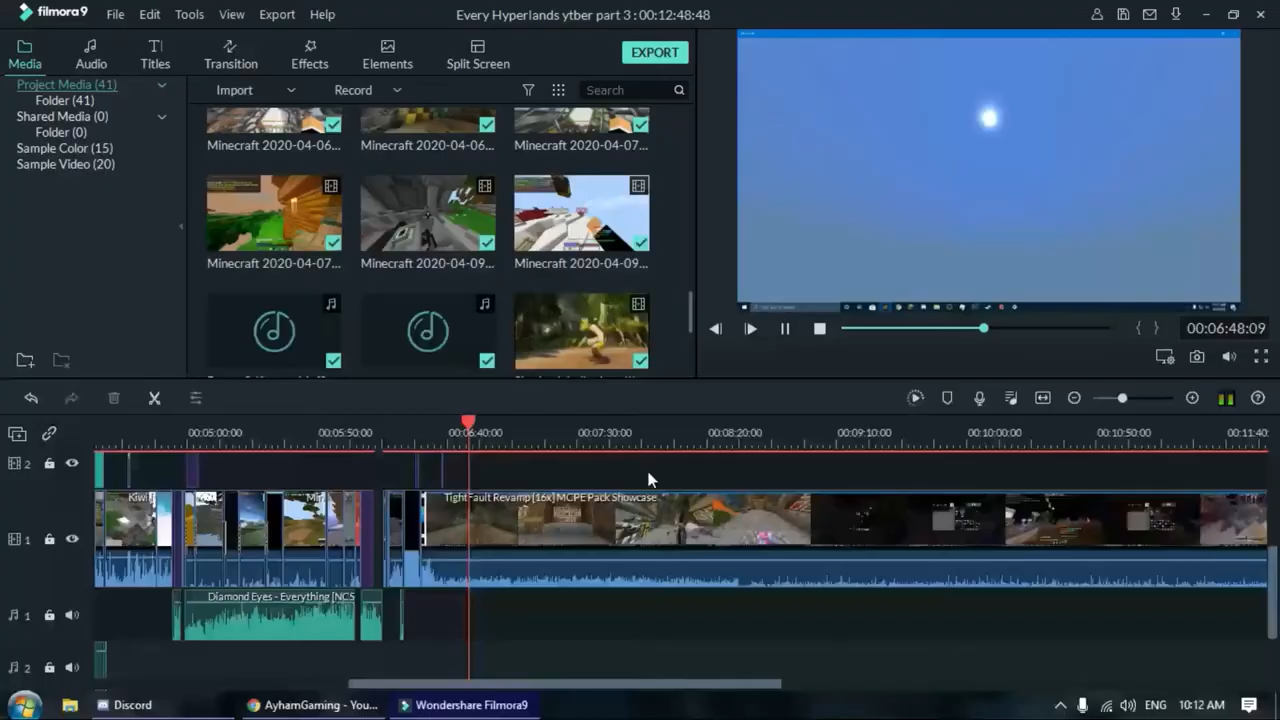 filmora9 File Edit Tools View Export Help Every Hyperlands ytber part 3 : 00:12:48:48
Media Audio Titles Transition Effects Elements Split Screen EXPORT
Project Media (41)
Folder (41)
Shared Media (0)
Folder (0)
Sample Color (15)
Sample Video (20)
Import Record Search
Minecraft 2020-04-06... Minecraft 2020-04-06... Minecraft 2020-04-07...
Minecraft 2020-04-07... Minecraft 2020-04-09... Minecraft 2020-04-09...
00:06:48:09
00:05:00:00 00:05:50:00 00:06:40:00 00:07:30:00 00:08:20:00 00:09:10:00 00:10:00:00 00:10:50:00 00:11:40:
2
Kiwi Min TightFault Revamp [16x] MCPE Pack Showcase
1
Diamond Eyes - Everything [NCS
1
2
Discord AyhamGaming - You... Wondershare Filmora9 ENG 10:12 AM